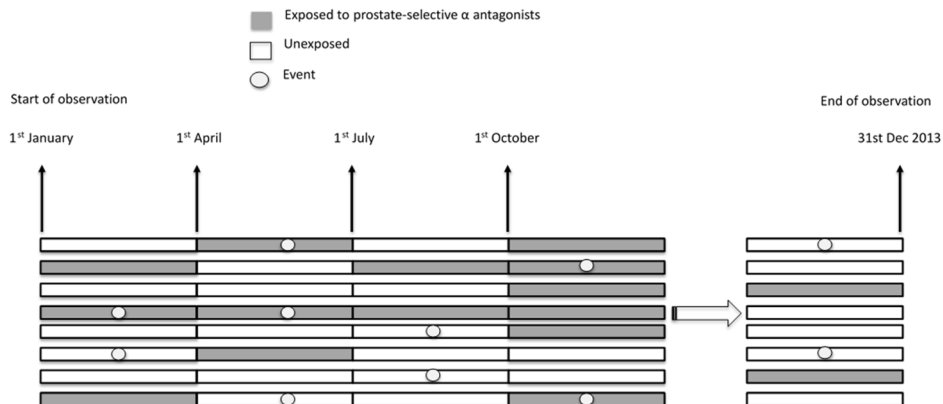 Exposed to prostate-selective α antagonists
Unexposed
Event
Start of observation
End of observation
1st January
1st April
1st July
1st October
31st Dec 2013